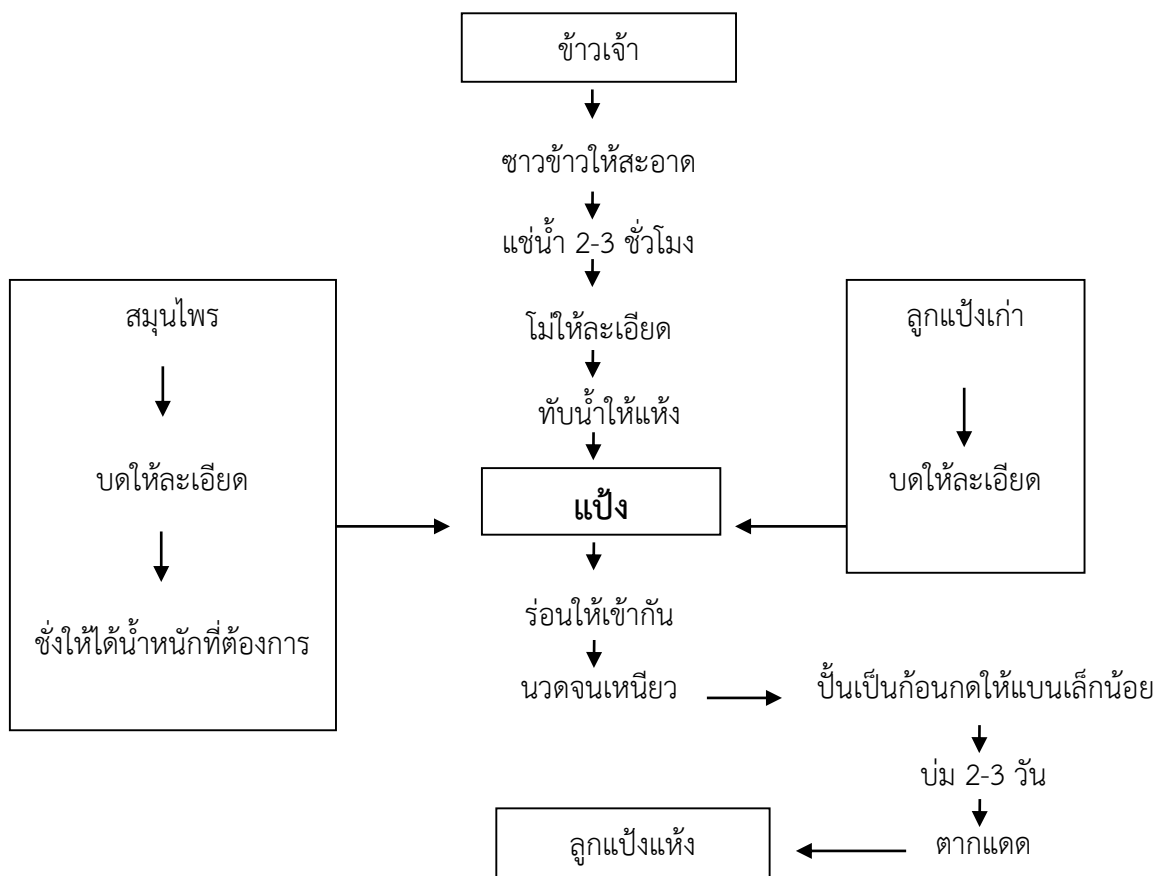 ข้าวเจ้า
ซาวข้าวให้สะอาด
แช่น้ำ 2-3 ชั่วโมง
โม่ให้ละเอียด
ทับน้ำให้แห้ง
สมุนไพร
บดให้ละเอียด
ชั่งให้ได้น้ำหนักที่ต้องการ
ลูกแป้งเก่า
บดให้ละเอียด
แป้ง
ร่อนให้เข้ากัน
นวดจนเหนียว
ปั้นเป็นก้อนกดให้แบนเล็กน้อย
บ่ม 2-3 วัน
ตากแดด
ลูกแป้งแห้ง